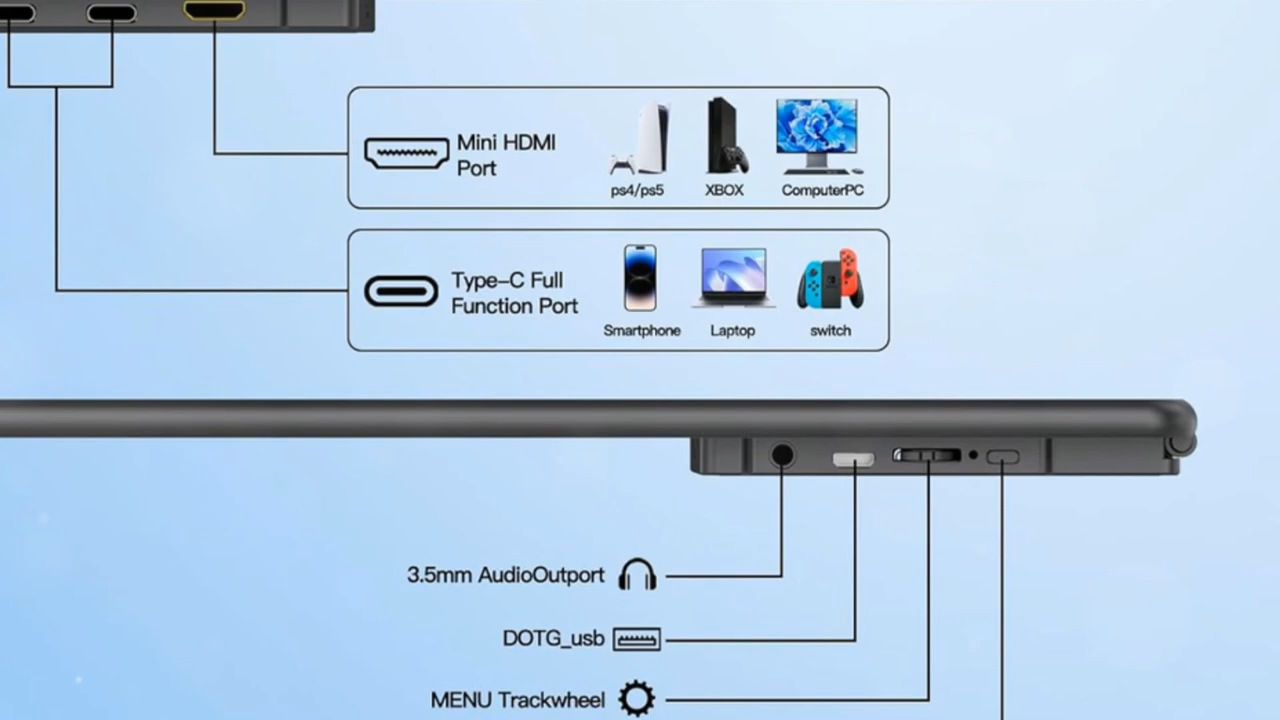 Mini HDMI
Port
ps4/ps5
XBOX
ComputerPC
Type-C Full
Function Port
Smartphone
Laptop
switch
3.5mm AudioOutport
DOTG_usb
MENU Trackwheel